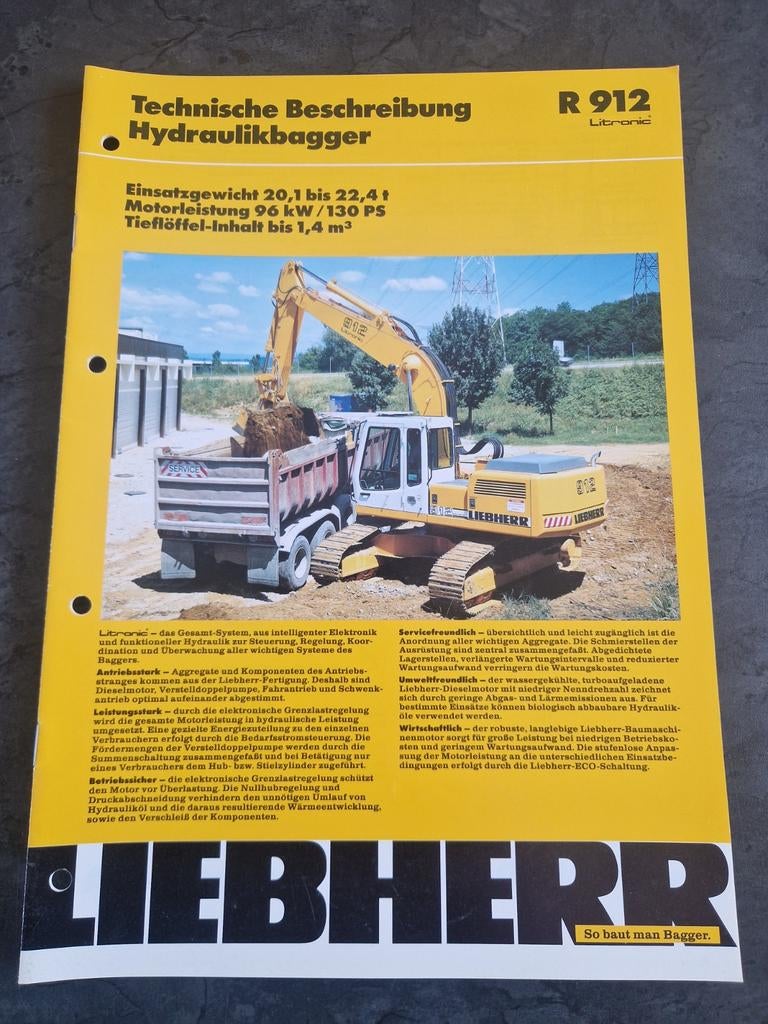 Technische Beschreibung
Hydraulikbagger
R 912
Litronic
Einsatzgewicht 20,1 bis 22,4 t
Motorleistung 96 kW/130 PS
Tieflöffel-Inhalt bis 1,4 m³
912
Litronic
SERVICE
912
LIEBHERR
LIEBHERR
Litronic – das Gesamt-System, aus intelligenter Elektronik
und funktioneller Hydraulik zur Steuerung, Regelung, Koor-
dination und Überwachung aller wichtigen Systeme des
Baggers.
Antriebsstark – Aggregate und Komponenten des Antriebs-
stranges kommen aus der Liebherr-Fertigung. Deshalb sind
Dieselmotor, Verstelldoppelpumpe, Fahrantrieb und Schwenk-
antrieb optimal aufeinander abgestimmt.
Leistungsstark – durch die elektronische Grenzlastregelung
wird die gesamte Motorleistung in hydraulische Leistung
umgesetzt. Eine gezielte Energiezuteilung zu den einzelnen
Verbrauchern erfolgt durch die Bedarfsstromsteuerung. Die
Fördermengen der Verstelldoppelpumpe werden durch die
Summenschaltung zusammengefaßt und bei Betätigung nur
eines Verbrauchers dem Hub- bzw. Stielzylinder zugeführt.
Betriebssicher – die elektronische Grenzlastregelung schützt
den Motor vor Überlastung. Die Nullhubregelung und
Druckabschneidung verhindern den unnötigen Umlauf von
Hydrauliköl und die daraus resultierende Wärmeentwicklung,
sowie den Verschleiß der Komponenten.
Servicefreundlich – übersichtlich und leicht zugänglich ist die
Anordnung aller wichtigen Aggregate. Die Schmierstellen der
Ausrüstung sind zentral zusammengefaßt. Abgedichtete
Lagerstellen, verlängerte Wartungsintervalle und reduzierter
Wartungsaufwand verringern die Wartungskosten.
Umweltfreundlich – der wassergekühlte, turboaufgeladene
Liebherr-Dieselmotor mit niedriger Nenndrehzahl zeichnet
sich durch geringe Abgas- und Lärmemissionen aus. Für
bestimmte Einsätze können biologisch abbaubare Hydraulik-
öle verwendet werden.
Wirtschaftlich – der robuste, langlebige Liebherr-Baumaschi-
nenmotor sorgt für große Leistung bei niedrigen Betriebsko-
sten und geringem Wartungsaufwand. Die stufenlose Anpas-
sung der Motorleistung an die unterschiedlichen Einsatzbe-
dingungen erfolgt durch die Liebherr-ECO-Schaltung.
LIEBHERR
So baut man Bagger.